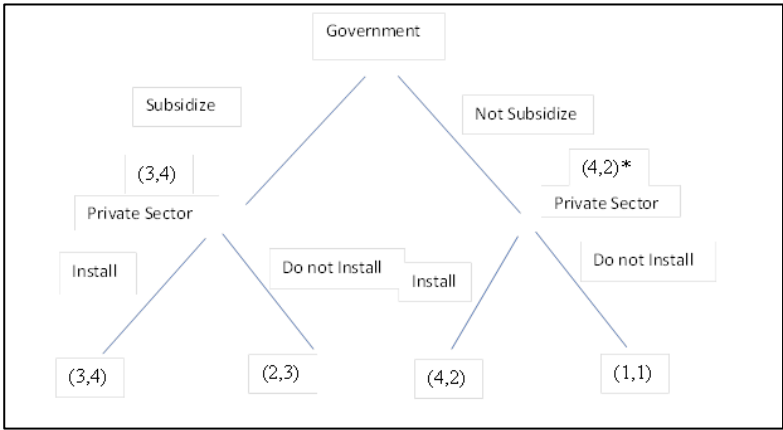 Government
Subsidize
Not Subsidize
(3,4)
(4,2)*
Private Sector
Private Sector
Install
Do not Install
Install
Do not Install
(3,4)
(2,3)
(4,2)
(1,1)